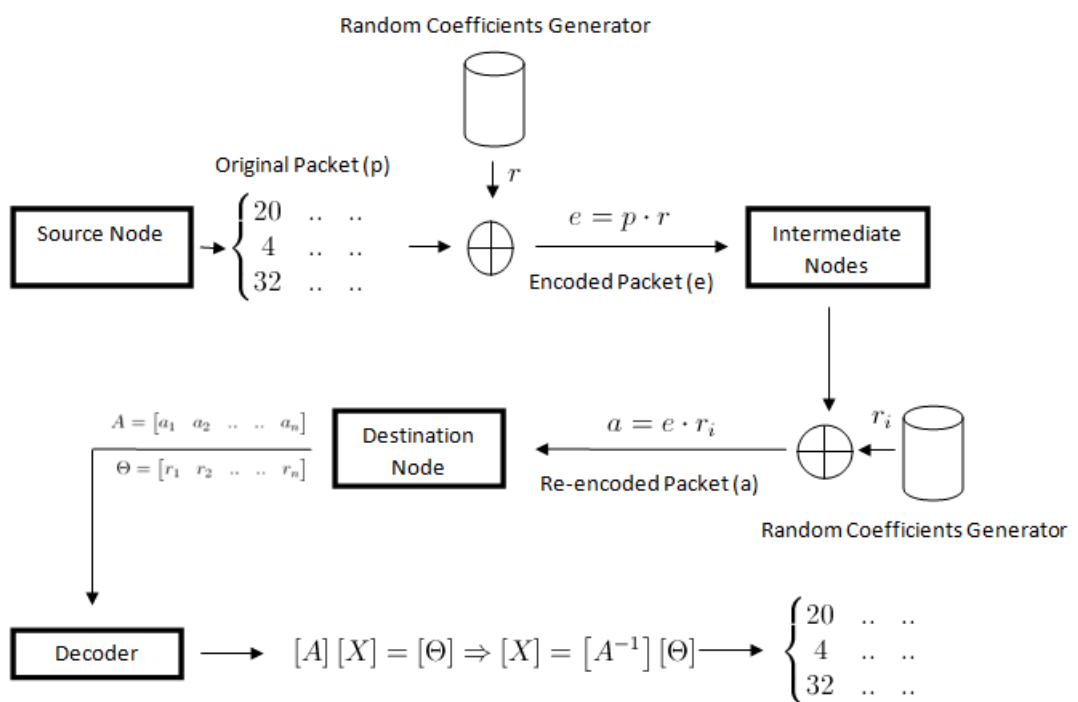 Random Coefficients Generator
Original Packet (p)
r
Source Node
20 .. ..
4 .. ..
32 .. ..
e = p · r
Encoded Packet (e)
Intermediate
Nodes
A = [a₁ a₂ .. .. aₙ]
Θ = [r₁ r₂ .. .. rₙ]
Destination
Node
a = e · rᵢ
Re-encoded Packet (a)
rᵢ
Random Coefficients Generator
Decoder
[A] [X] = [Θ] ⇒ [X] = [A⁻¹] [Θ]
20 .. ..
4 .. ..
32 .. ..